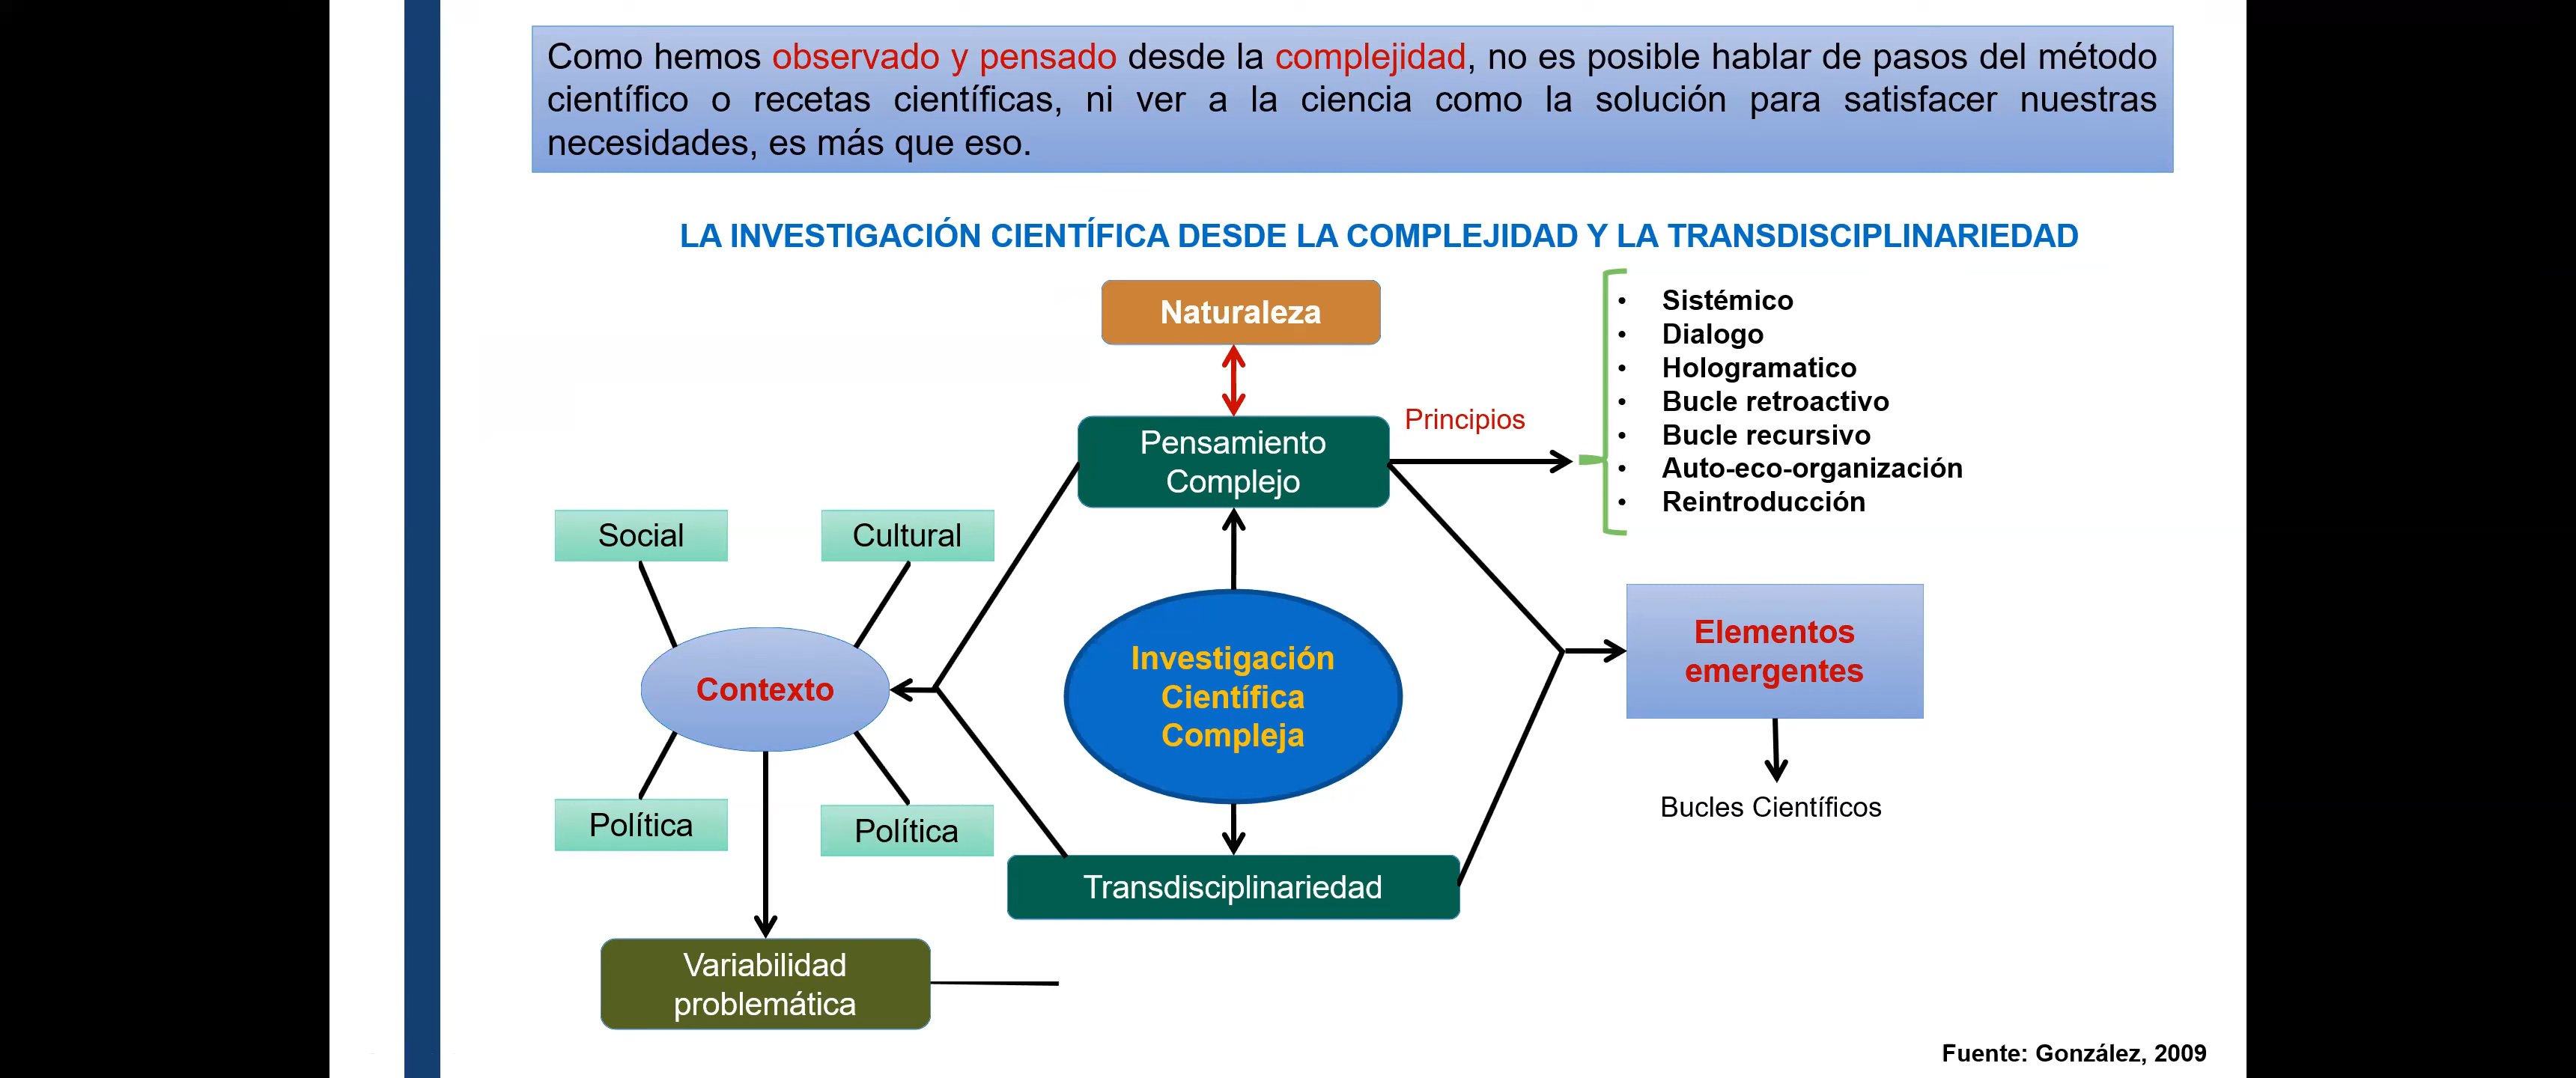 Como hemos observado y pensado desde la complejidad, no es posible hablar de pasos del método
científico o recetas científicas, ni ver a la ciencia como la solución para satisfacer nuestras
necesidades, es más que eso.
LA INVESTIGACIÓN CIENTÍFICA DESDE LA COMPLEJIDAD Y LA TRANSDISCIPLINARIEDAD
Naturaleza
Pensamiento
Complejo
Principios
• Sistémico
• Dialogo
• Hologramatico
• Bucle retroactivo
• Bucle recursivo
• Auto-eco-organización
• Reintroducción
Social
Cultural
Contexto
Política
Política
Investigación
Científica
Compleja
Elementos
emergentes
Bucles Científicos
Transdisciplinariedad
Variabilidad
problemática
Fuente: González, 2009